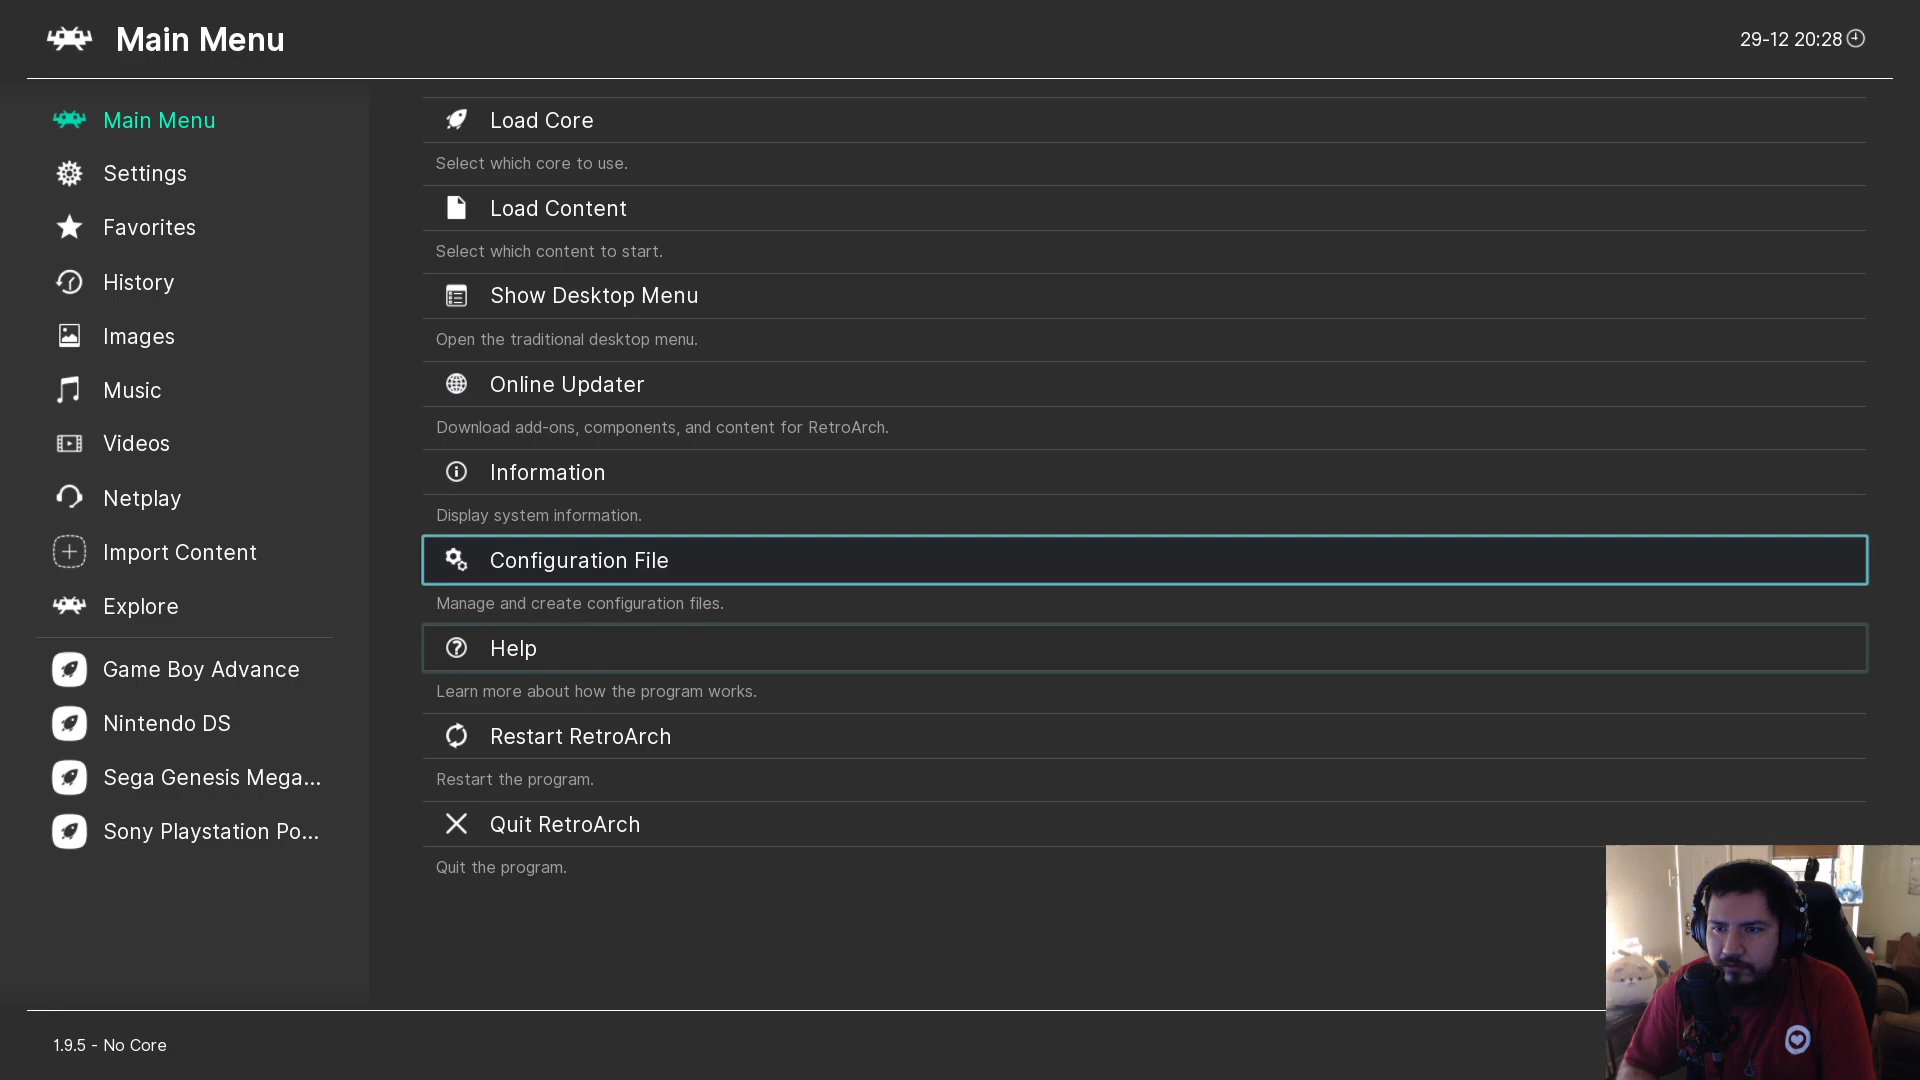 Main Menu
29-12 20:28
Main Menu
Settings
Favorites
History
Images
Music
Videos
Netplay
Import Content
Explore
Game Boy Advance
Nintendo DS
Sega Genesis Mega...
Sony Playstation Po...
Load Core
Select which core to use.
Load Content
Select which content to start.
Show Desktop Menu
Open the traditional desktop menu.
Online Updater
Download add-ons, components, and content for RetroArch.
Information
Display system information.
Configuration File
Manage and create configuration files.
Help
Learn more about how the program works.
Restart RetroArch
Restart the program.
Quit RetroArch
Quit the program.
1.9.5 - No Core